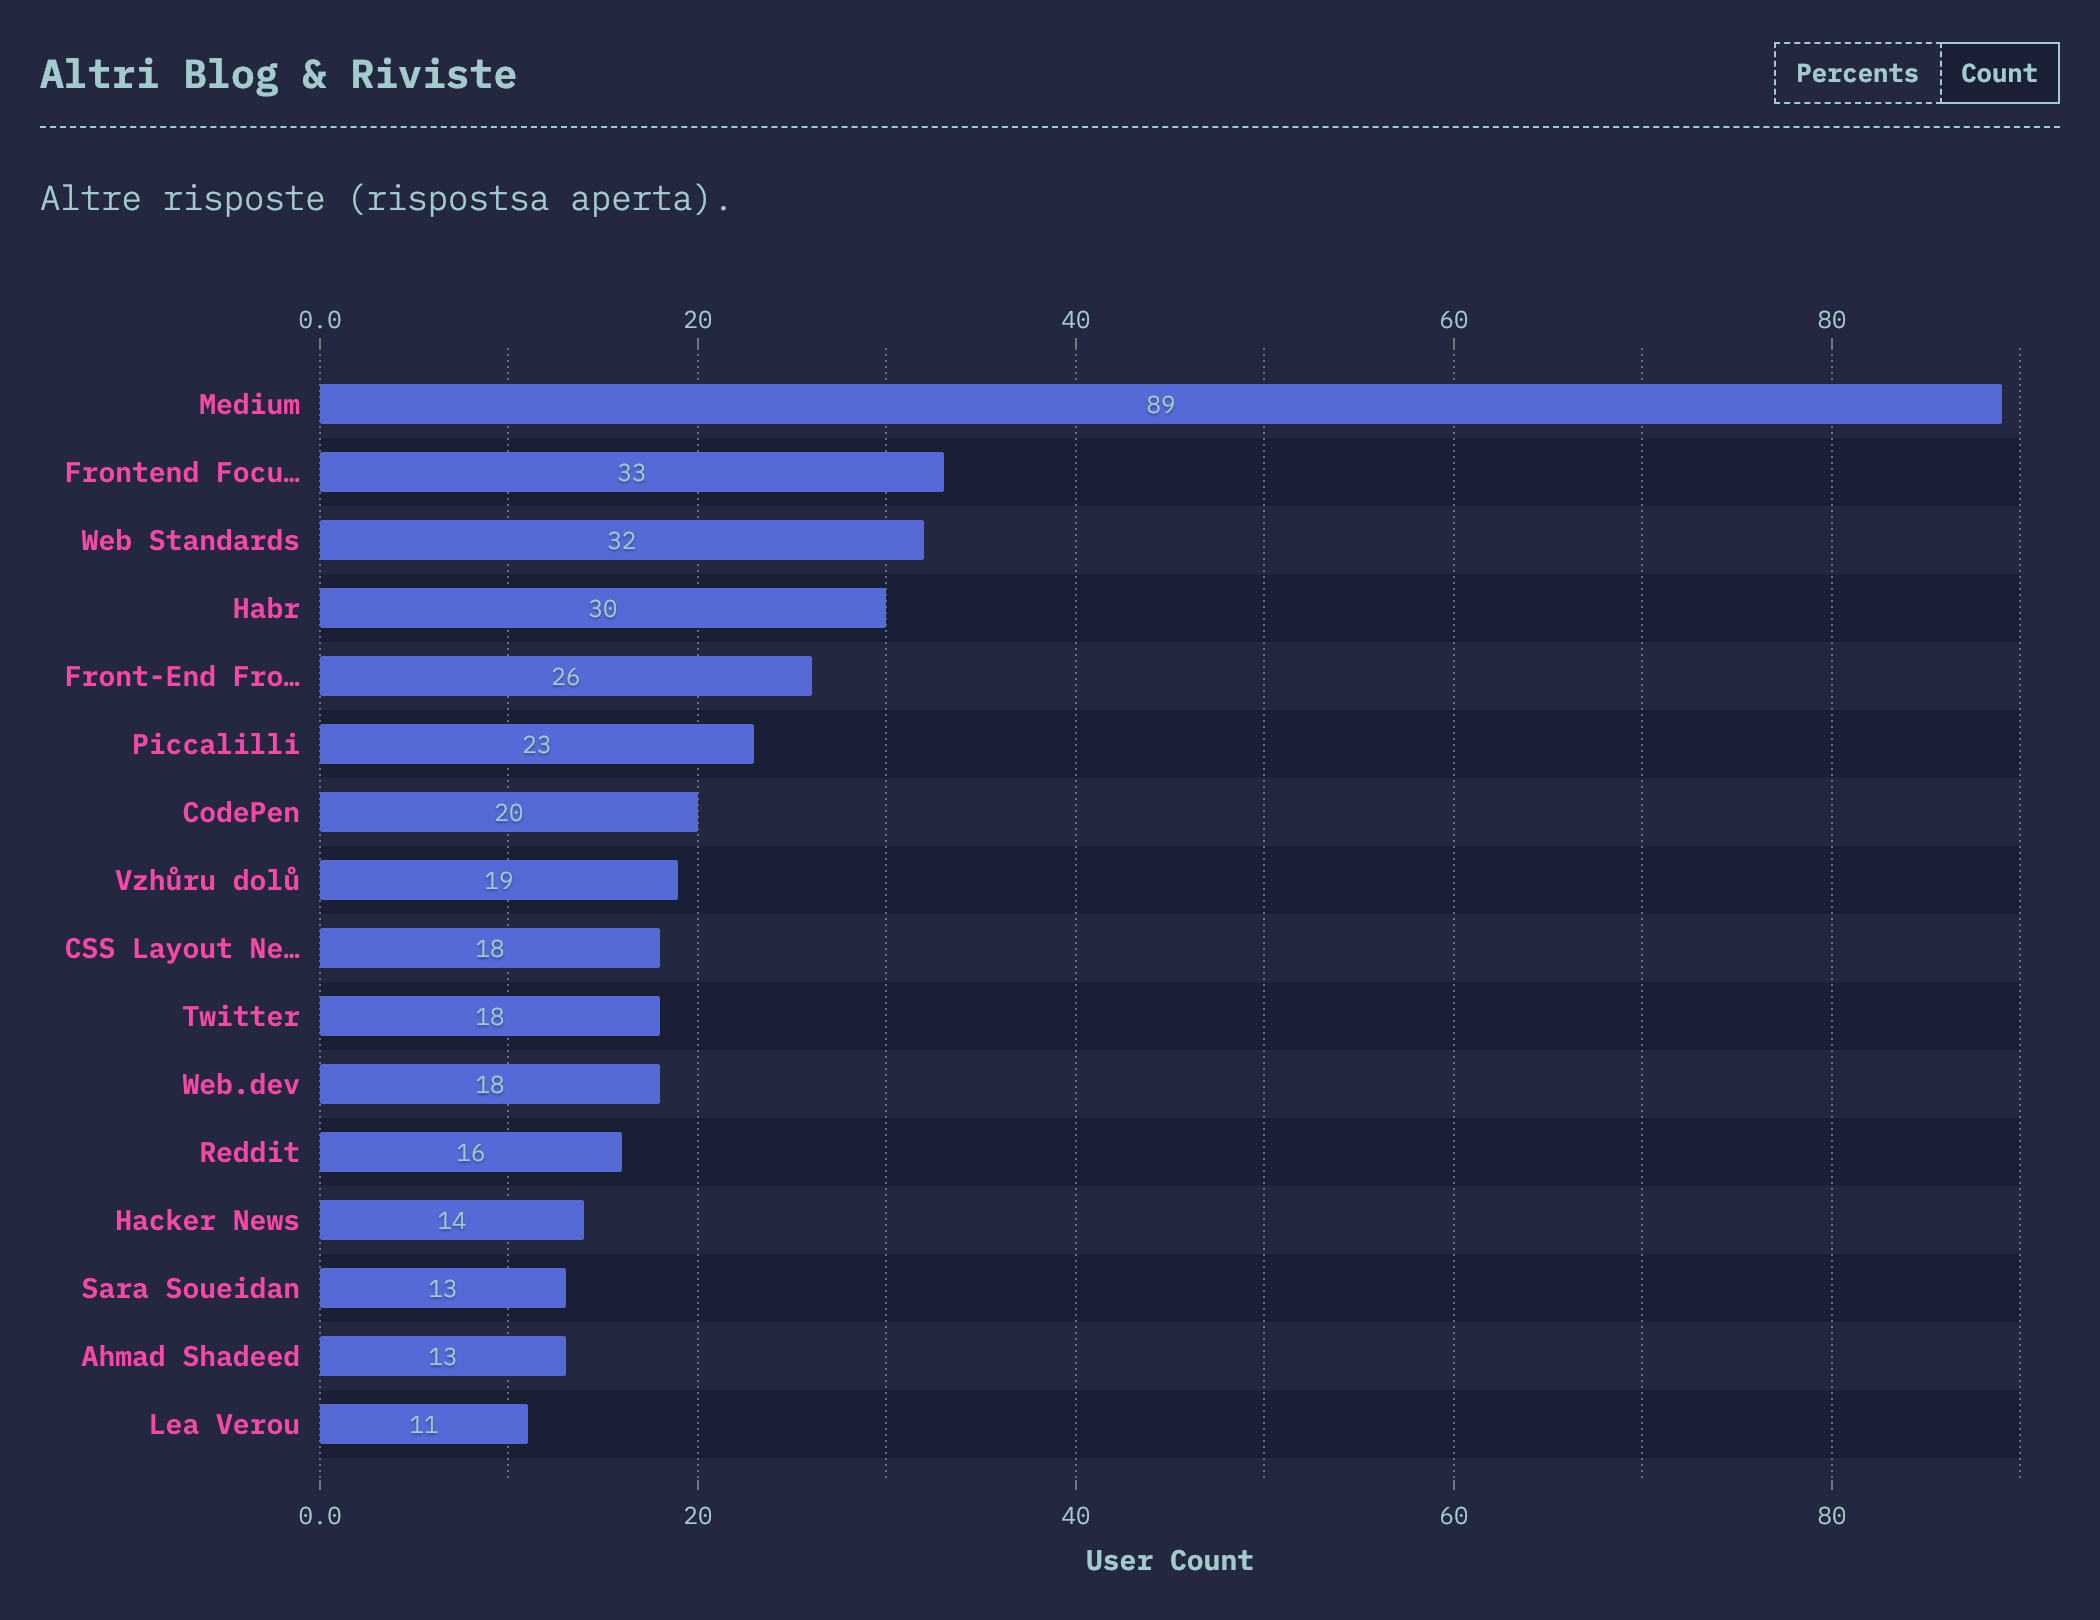 Altri Blog & Riviste
Percents
Count
Altre risposte (rispostsa aperta).
0.0 20 40 60 80
Medium 89
Frontend Focu… 33
Web Standards 32
Habr 30
Front-End Fro… 26
Piccalilli 23
CodePen 20
Vzhůru dolů 19
CSS Layout Ne… 18
Twitter 18
Web.dev 18
Reddit 16
Hacker News 14
Sara Soueidan 13
Ahmad Shadeed 13
Lea Verou 11
0.0 20 40 60 80
User Count